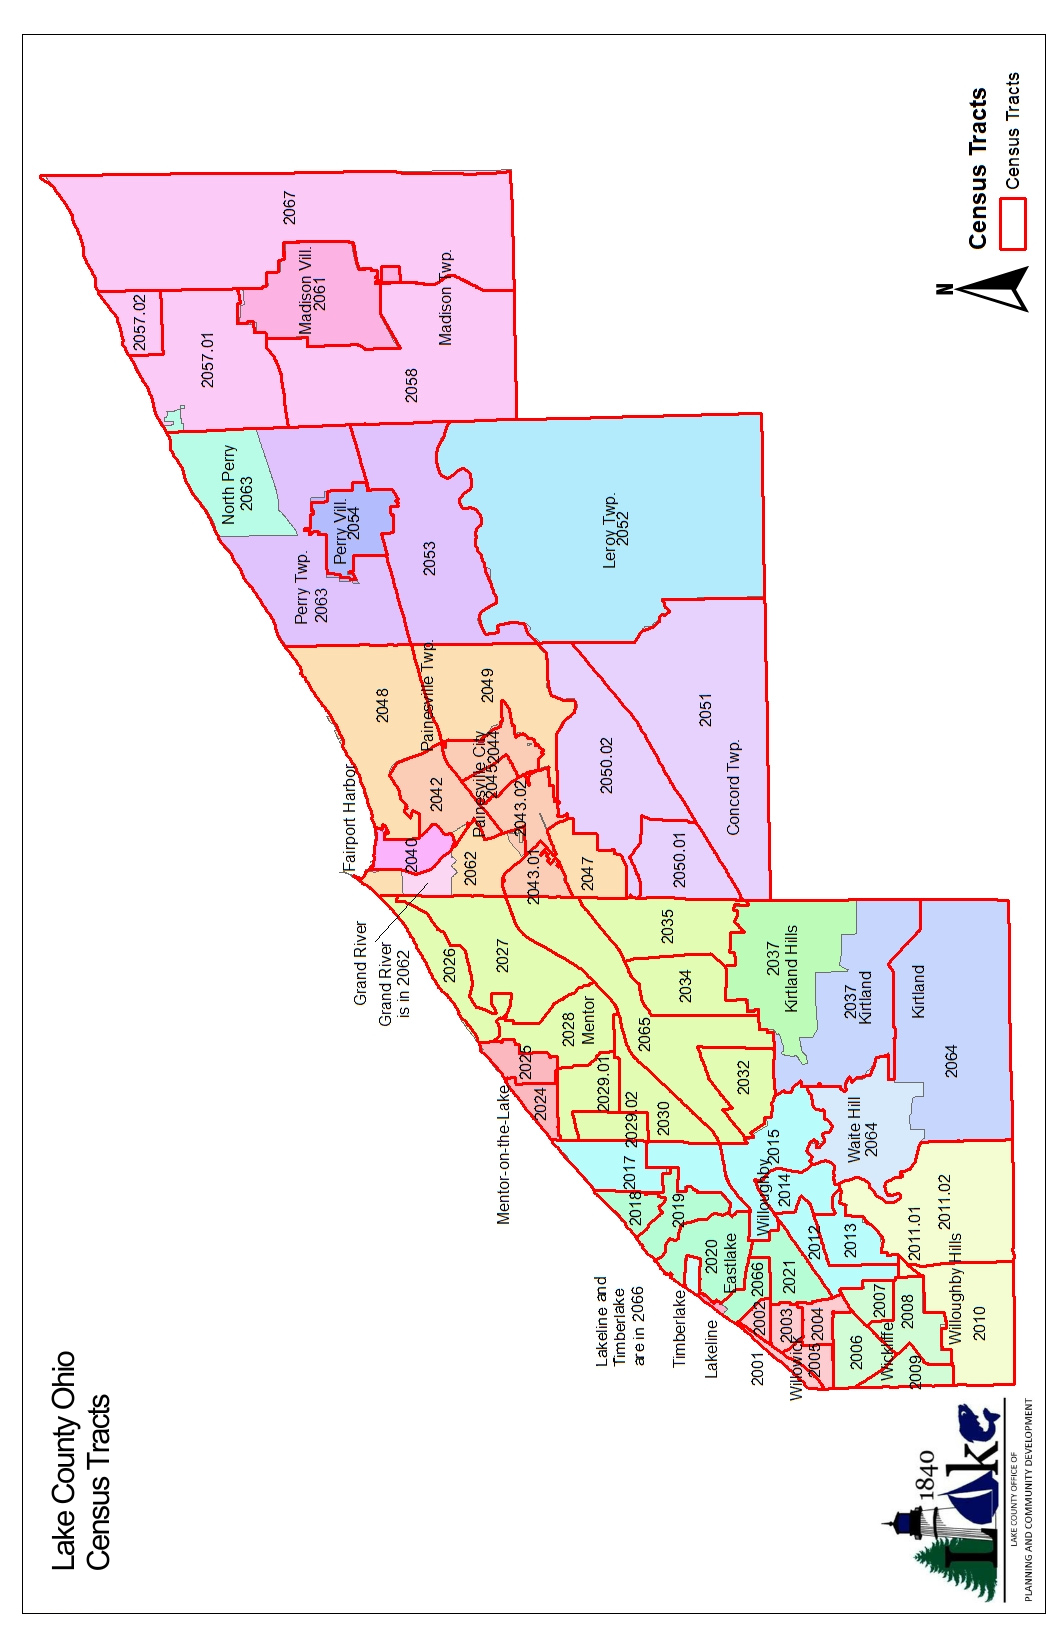 Lake County Ohio
Census Tracts
2067
2057.02
Madison Vill.
2061
Madison Twp.
2057.01
2058
North Perry
2063
Perry Vill.
2054
Leroy Twp.
2052
2053
Perry Twp.
2063
2048
Painesville Twp.
2049
2051
Painesville City
2044
2045
2050.02
2042
Concord Twp.
Fairport Harbor
2043.02
2040
2062
2043.01
2047
2050.01
Grand River
Grand River
is in 2062
2026
2027
2035
2037
Kirtland Hills
2034
2037
Kirtland
Kirtland
2028
Mentor
2065
2064
2025
2029.01
2032
2024
Mentor-on-the-Lake
2029.02
2030
2015
Waite Hill
2064
2017
2014
Willoughby
2018
2019
2011.02
2011.01
2012
2013
2020
Eastlake
2066
2021
Willoughby Hills
Lakeline and
Timberlake
are in 2066
Timberlake
Lakeline
2002
2003
2004
2007
2008
2010
2001
Willowick
2005
2006
Wickliffe
2009
N
Census Tracts
Census Tracts
1840
Lake
LAKE COUNTY OFFICE OF
PLANNING AND COMMUNITY DEVELOPMENT